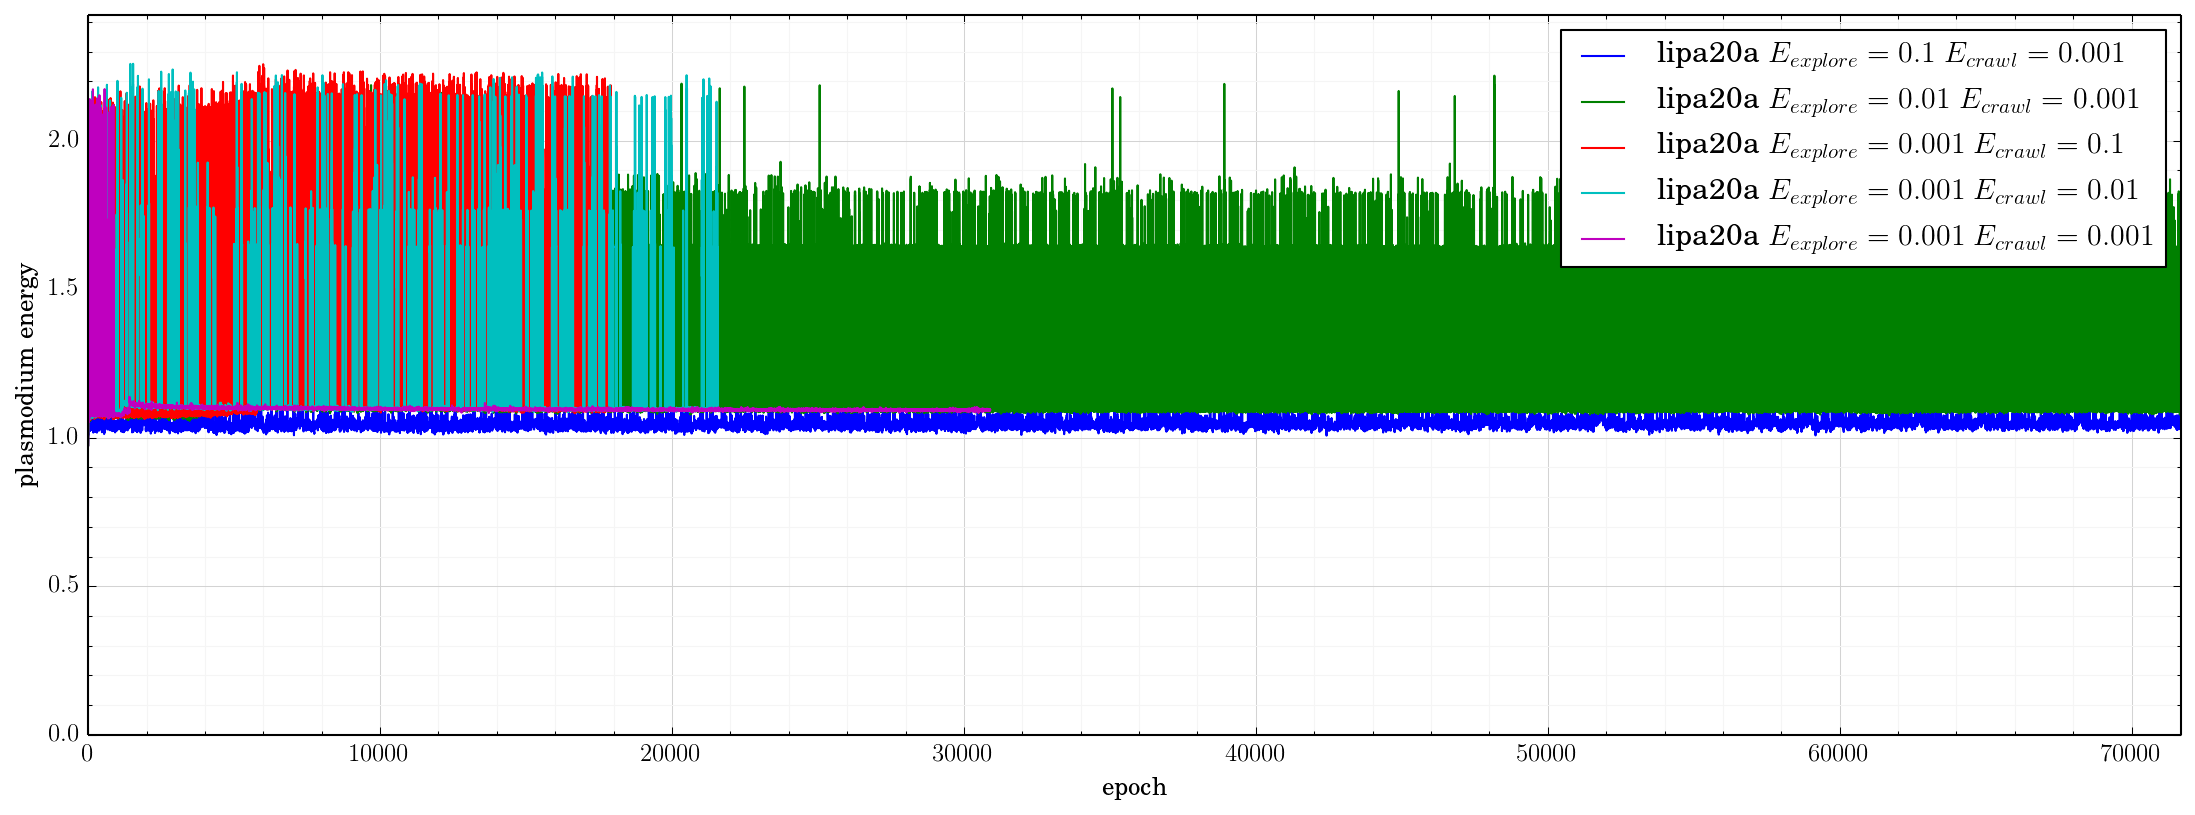 lipa20a E_explore = 0.1 E_crawl = 0.001
lipa20a E_explore = 0.01 E_crawl = 0.001
lipa20a E_explore = 0.001 E_crawl = 0.1
lipa20a E_explore = 0.001 E_crawl = 0.01
lipa20a E_explore = 0.001 E_crawl = 0.001
2.0
1.5
1.0
0.5
0.0
plasmodium energy
0 10000 20000 30000 40000 50000 60000 70000
epoch